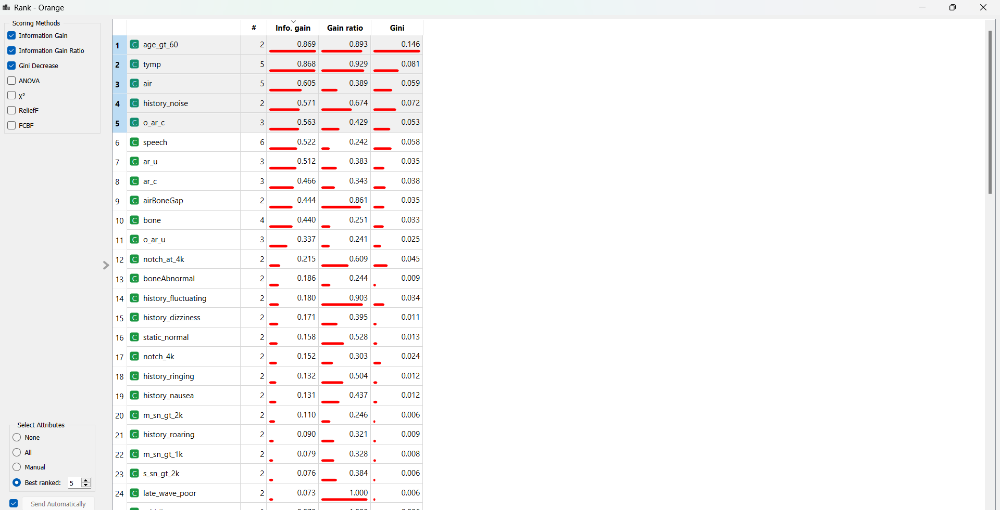 Rank - Orange
Scoring Methods
Information Gain
Information Gain Ratio
Gini Decrease
ANOVA
χ²
ReliefF
FCBF
# Info. gain Gain ratio Gini
1 C age_gt_60 2 0.869 0.893 0.146
2 C tymp 5 0.868 0.929 0.081
3 C air 5 0.605 0.389 0.059
4 C history_noise 2 0.571 0.674 0.072
5 C o_ar_c 3 0.563 0.429 0.053
6 C speech 6 0.522 0.242 0.058
7 C ar_u 3 0.512 0.383 0.035
8 C ar_c 3 0.466 0.343 0.038
9 C airBoneGap 2 0.444 0.861 0.035
10 C bone 4 0.440 0.251 0.033
11 C o_ar_u 3 0.337 0.241 0.025
12 C notch_at_4k 2 0.215 0.609 0.045
13 C boneAbnormal 2 0.186 0.244 0.009
14 C history_fluctuating 2 0.180 0.903 0.034
15 C history_dizziness 2 0.171 0.395 0.011
16 C static_normal 2 0.158 0.528 0.013
17 C notch_4k 2 0.152 0.303 0.024
18 C history_ringing 2 0.132 0.504 0.012
19 C history_nausea 2 0.131 0.437 0.012
20 C m_sn_gt_2k 2 0.110 0.246 0.006
21 C history_roaring 2 0.090 0.321 0.009
22 C m_sn_gt_1k 2 0.079 0.328 0.008
23 C s_sn_gt_2k 2 0.076 0.384 0.006
24 C late_wave_poor 2 0.073 1.000 0.006
Select Attributes
None
All
Manual
Best ranked: 5
Send Automatically